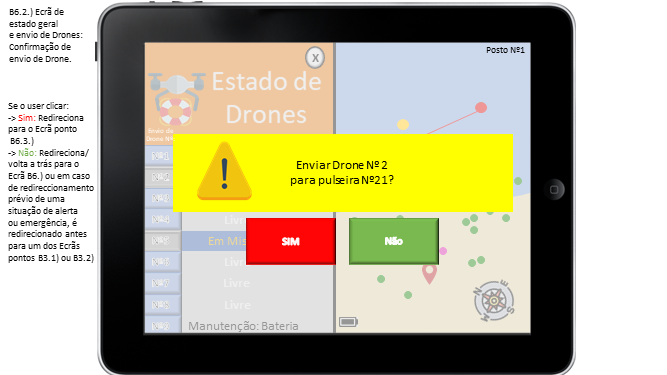 B6.2.) Ecrã de
estado geral
e envio de Drones:
Confirmação de
envio de Drone.
Se o user clicar:
-> Sim: Redireciona
para o Ecrã ponto
B6.3.)
-> Não: Redireciona/
volta a trás para o
Ecrã B6.) ou em caso
de redireccionamento
prévio de uma
situação de alerta
ou emergência, é
redirecionado antes
para um dos Ecrãs
pontos B3.1) ou B3.2)
X
Posto Nº1
Estado de
Drones
Envio de
Enviar Drone Nº 2
para pulseira Nº21?
SIM
Não
Livre
Em Mis
Livre
Livre
Livre
Manutenção: Bateria
N
E
S